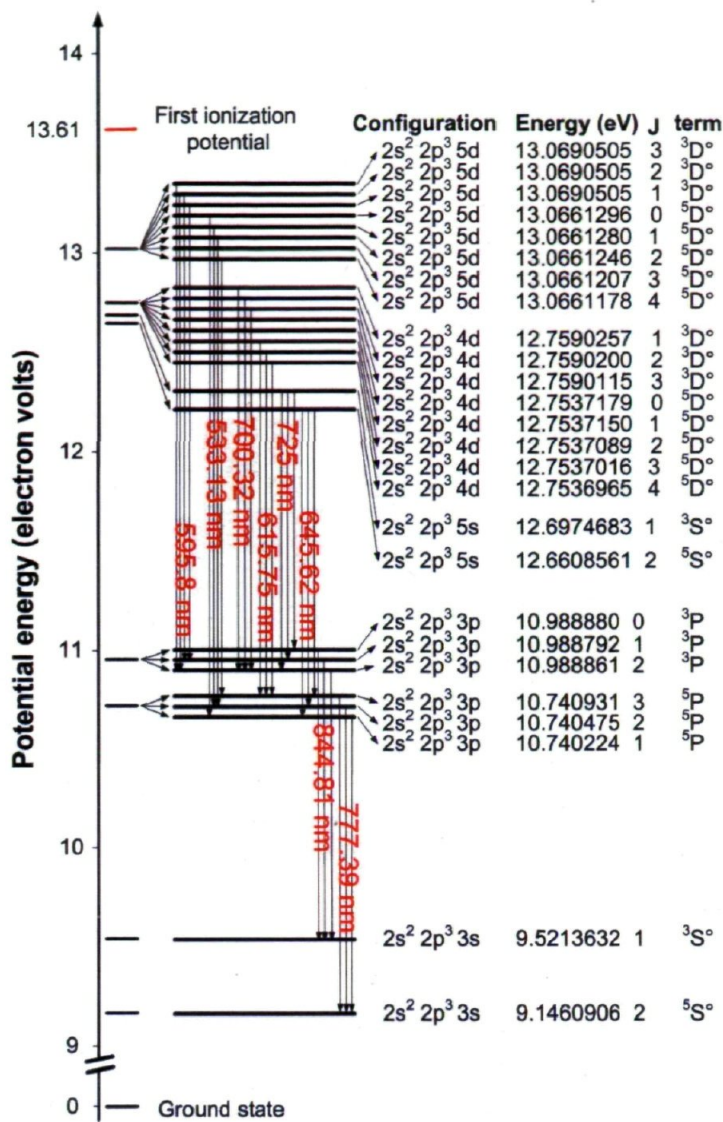 14
First ionization
potential
13.61
Configuration Energy (eV) J term
2s² 2p³ 5d 13.0690505 3 ³D°
2s² 2p³ 5d 13.0690505 2 ³D°
2s² 2p³ 5d 13.0690505 1 ³D°
2s² 2p³ 5d 13.0661296 0 ⁵D°
2s² 2p³ 5d 13.0661280 1 ⁵D°
2s² 2p³ 5d 13.0661246 2 ⁵D°
2s² 2p³ 5d 13.0661207 3 ⁵D°
2s² 2p³ 5d 13.0661178 4 ⁵D°
13
2s² 2p³ 4d 12.7590257 1 ³D°
2s² 2p³ 4d 12.7590200 2 ³D°
2s² 2p³ 4d 12.7590115 3 ³D°
2s² 2p³ 4d 12.7537179 0 ⁵D°
2s² 2p³ 4d 12.7537150 1 ⁵D°
2s² 2p³ 4d 12.7537089 2 ⁵D°
2s² 2p³ 4d 12.7537016 3 ⁵D°
2s² 2p³ 4d 12.7536965 4 ⁵D°
12
2s² 2p³ 5s 12.6974683 1 ³S°
2s² 2p³ 5s 12.6608561 2 ⁵S°
595.8 nm
533.13 nm
700.32 nm
615.75 nm
725 nm
645.62 nm
11
2s² 2p³ 3p 10.988880 0 ³P
2s² 2p³ 3p 10.988792 1 ³P
2s² 2p³ 3p 10.988861 2 ³P
2s² 2p³ 3p 10.740931 3 ⁵P
2s² 2p³ 3p 10.740475 2 ⁵P
2s² 2p³ 3p 10.740224 1 ⁵P
844.81 nm
777.39 nm
10
2s² 2p³ 3s 9.5213632 1 ³S°
2s² 2p³ 3s 9.1460906 2 ⁵S°
9
0
Ground state
Potential energy (electron volts)